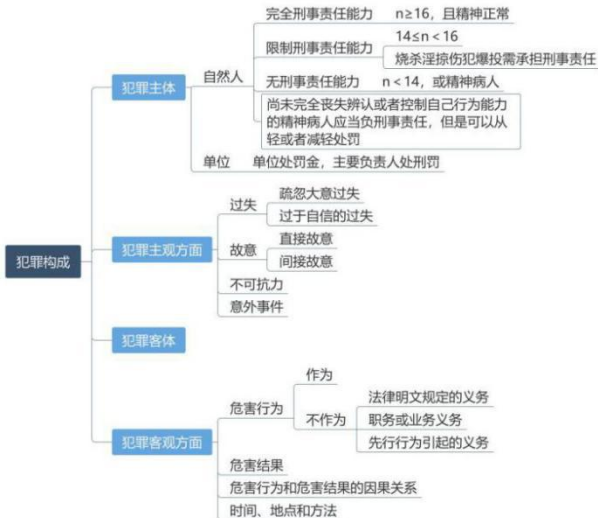 犯罪构成
犯罪主体
自然人
完全刑事责任能力
n≥16，且精神正常
限制刑事责任能力
14≤n＜16
烧杀淫掠伤犯爆投需承担刑事责任
无刑事责任能力
n＜14，或精神病人
尚未完全丧失辨认或者控制自己行为能力
的精神病人应当负刑事责任，但是可以从
轻或者减轻处罚
单位
单位处罚金，主要负责人处刑罚
犯罪主观方面
过失
疏忽大意过失
过于自信的过失
故意
直接故意
间接故意
不可抗力
意外事件
犯罪客体
犯罪客观方面
危害行为
作为
不作为
法律明文规定的义务
职务或业务义务
先行行为引起的义务
危害结果
危害行为和危害结果的因果关系
时间、地点和方法